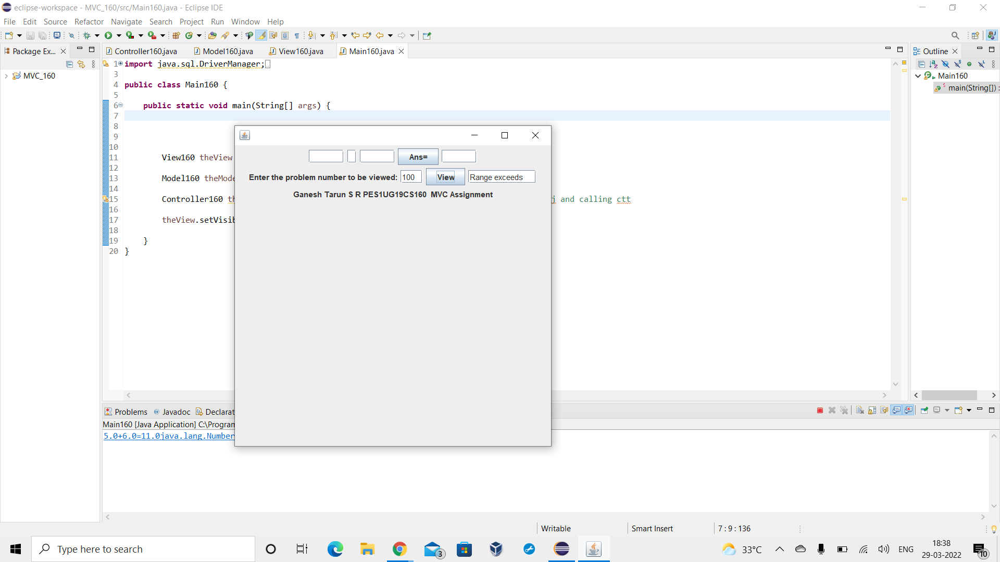 eclipse-workspace - MVC_160/src/Main160.java - Eclipse IDE
File Edit Source Refactor Navigate Search Project Run Window Help
Package Ex...
Controller160.java Model160.java View160.java Main160.java
Outline
MVC_160
Main160
main(String[]) :
1 import java.sql.DriverManager;
3
4 public class Main160 {
5
6 public static void main(String[] args) {
7
8
9
10
11 View160 theView
12
13 Model160 theMode
14
15 Controller160 th j and calling ctt
16
17 theView.setVisib
18
19 }
20 }
Ans=
Enter the problem number to be viewed: 100 View Range exceeds
Ganesh Tarun S R PES1UG19CS160 MVC Assignment
Problems @ Javadoc Declarat
Main160 [Java Application] C:\Program
5.0+6.0=11.0java.lang.Number
Writable Smart Insert 7 : 9 : 136
Type here to search
3
33°C
ENG
18:38
29-03-2022
10